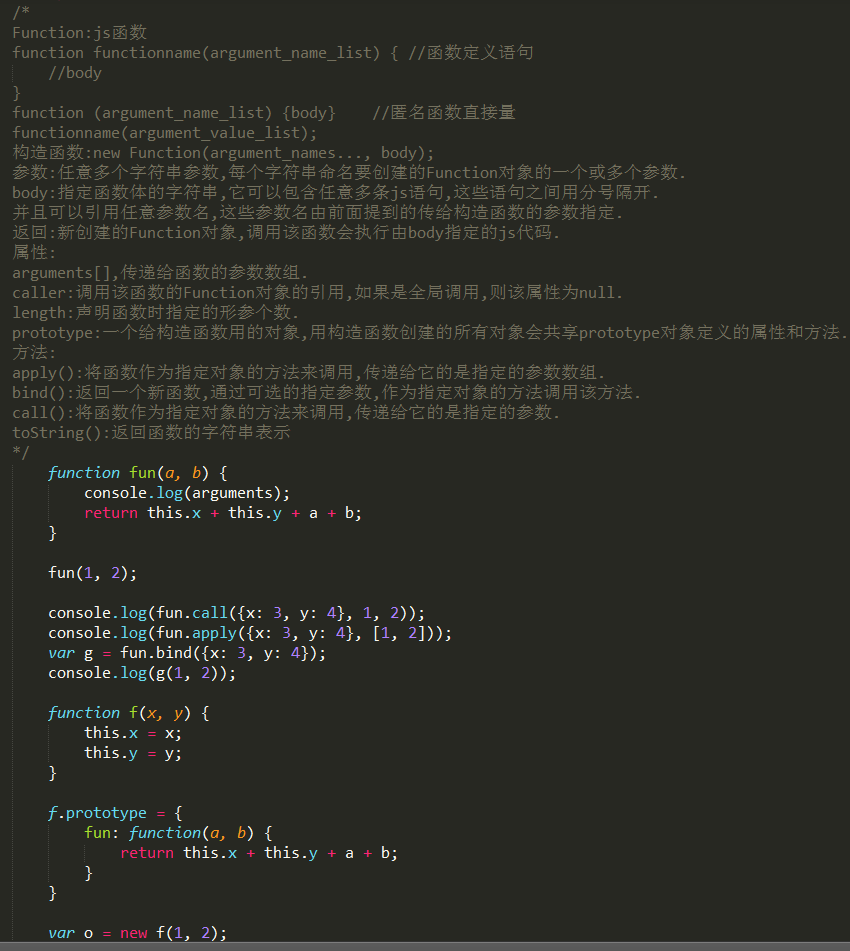 /*
Function:js函数
function functionname(argument_name_list) { //函数定义语句
    //body
}
function (argument_name_list) {body}    //匿名函数直接量
functionname(argument_value_list);
构造函数:new Function(argument_names..., body);
参数:任意多个字符串参数,每个字符串命名要创建的Function对象的一个或多个参数.
body:指定函数体的字符串,它可以包含任意多条js语句,这些语句之间用分号隔开.
并且可以引用任意参数名,这些参数名由前面提到的传给构造函数的参数指定.
返回:新创建的Function对象,调用该函数会执行由body指定的js代码.
属性:
arguments[],传递给函数的参数数组.
caller:调用该函数的Function对象的引用,如果是全局调用,则该属性为null.
length:声明函数时指定的形参个数.
prototype:一个给构造函数用的对象,用构造函数创建的所有对象会共享prototype对象定义的属性和方法.
方法:
apply():将函数作为指定对象的方法来调用,传递给它的是指定的参数数组.
bind():返回一个新函数,通过可选的指定参数,作为指定对象的方法调用该方法.
call():将函数作为指定对象的方法来调用,传递给它的是指定的参数.
toString():返回函数的字符串表示
*/
    function fun(a, b) {
        console.log(arguments);
        return this.x + this.y + a + b;
    }
    fun(1, 2);
    console.log(fun.call({x: 3, y: 4}, 1, 2));
    console.log(fun.apply({x: 3, y: 4}, [1, 2]));
    var g = fun.bind({x: 3, y: 4});
    console.log(g(1, 2));
    function f(x, y) {
        this.x = x;
        this.y = y;
    }
    f.prototype = {
        fun: function(a, b) {
            return this.x + this.y + a + b;
        }
    }
    var o = new f(1, 2);